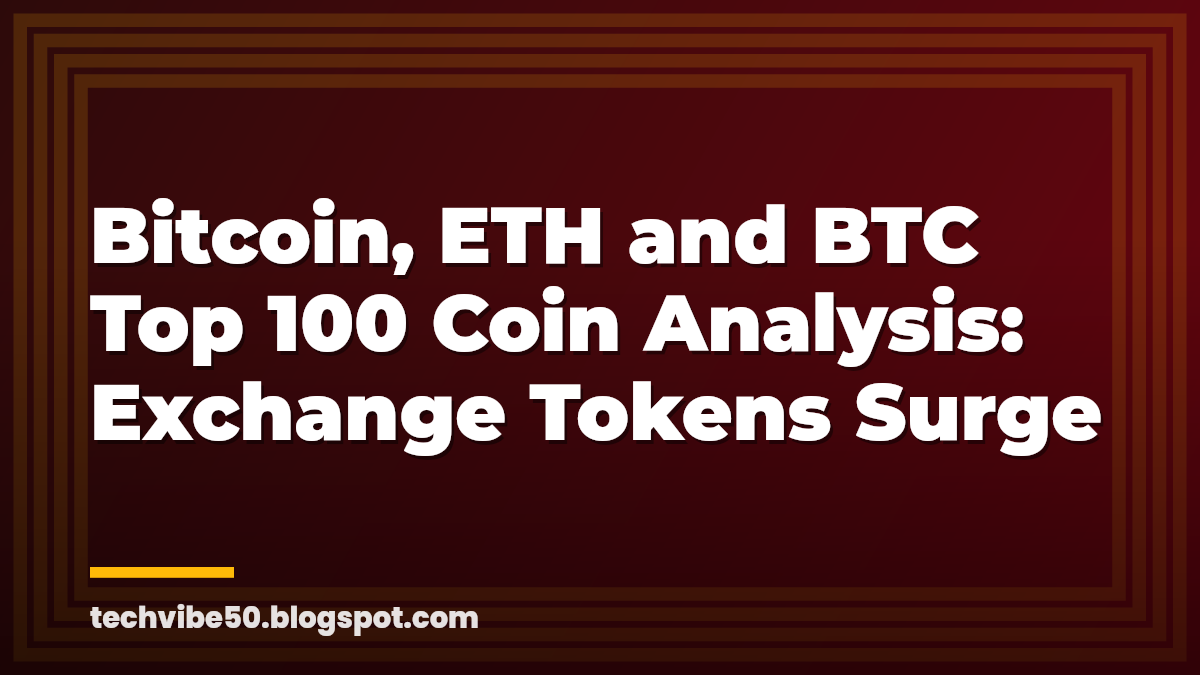 Bitcoin, ETH and BTC
Top 100 Coin Analysis:
Exchange Tokens Surge
techvibe50.blogspot.com